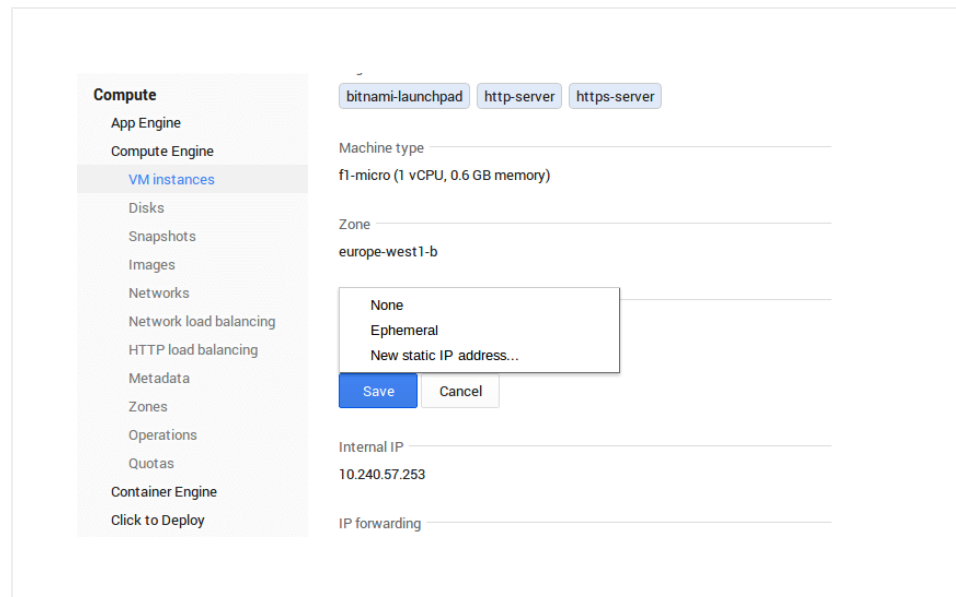 Compute
App Engine
Compute Engine
VM instances
Disks
Snapshots
Images
Networks
Network load balancing
HTTP load balancing
Metadata
Zones
Operations
Quotas
Container Engine
Click to Deploy
bitnami-launchpad http-server https-server
Machine type
f1-micro (1 vCPU, 0.6 GB memory)
Zone
europe-west1-b
None
Ephemeral
New static IP address...
Save Cancel
Internal IP
10.240.57.253
IP forwarding